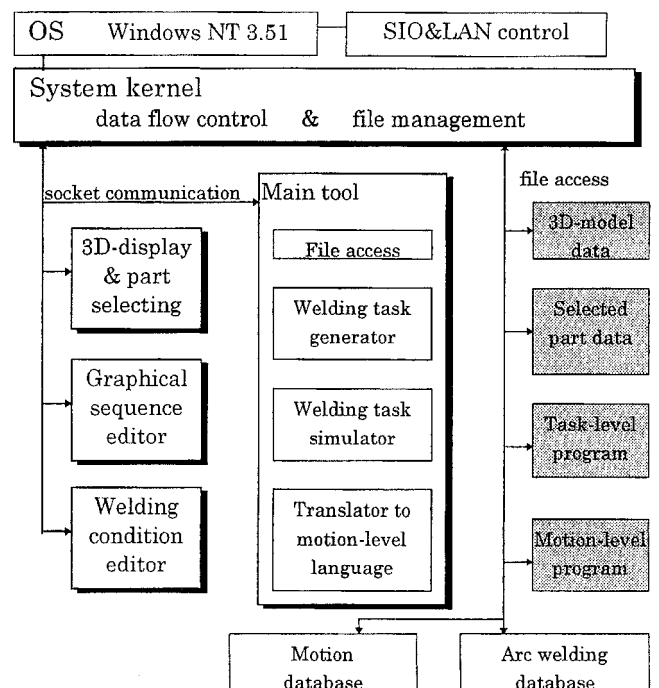 OS Windows NT 3.51
SIO&LAN control
System kernel
data flow control & file management
socket communication
3D-display
& part
selecting
Graphical
sequence
editor
Welding
condition
editor
Main tool
File access
Welding task
generator
Welding task
simulator
Translator to
motion-level
language
file access
3D-model
data
Selected
part data
Task-level
program
Motion-level
program
Motion
database
Arc welding
database